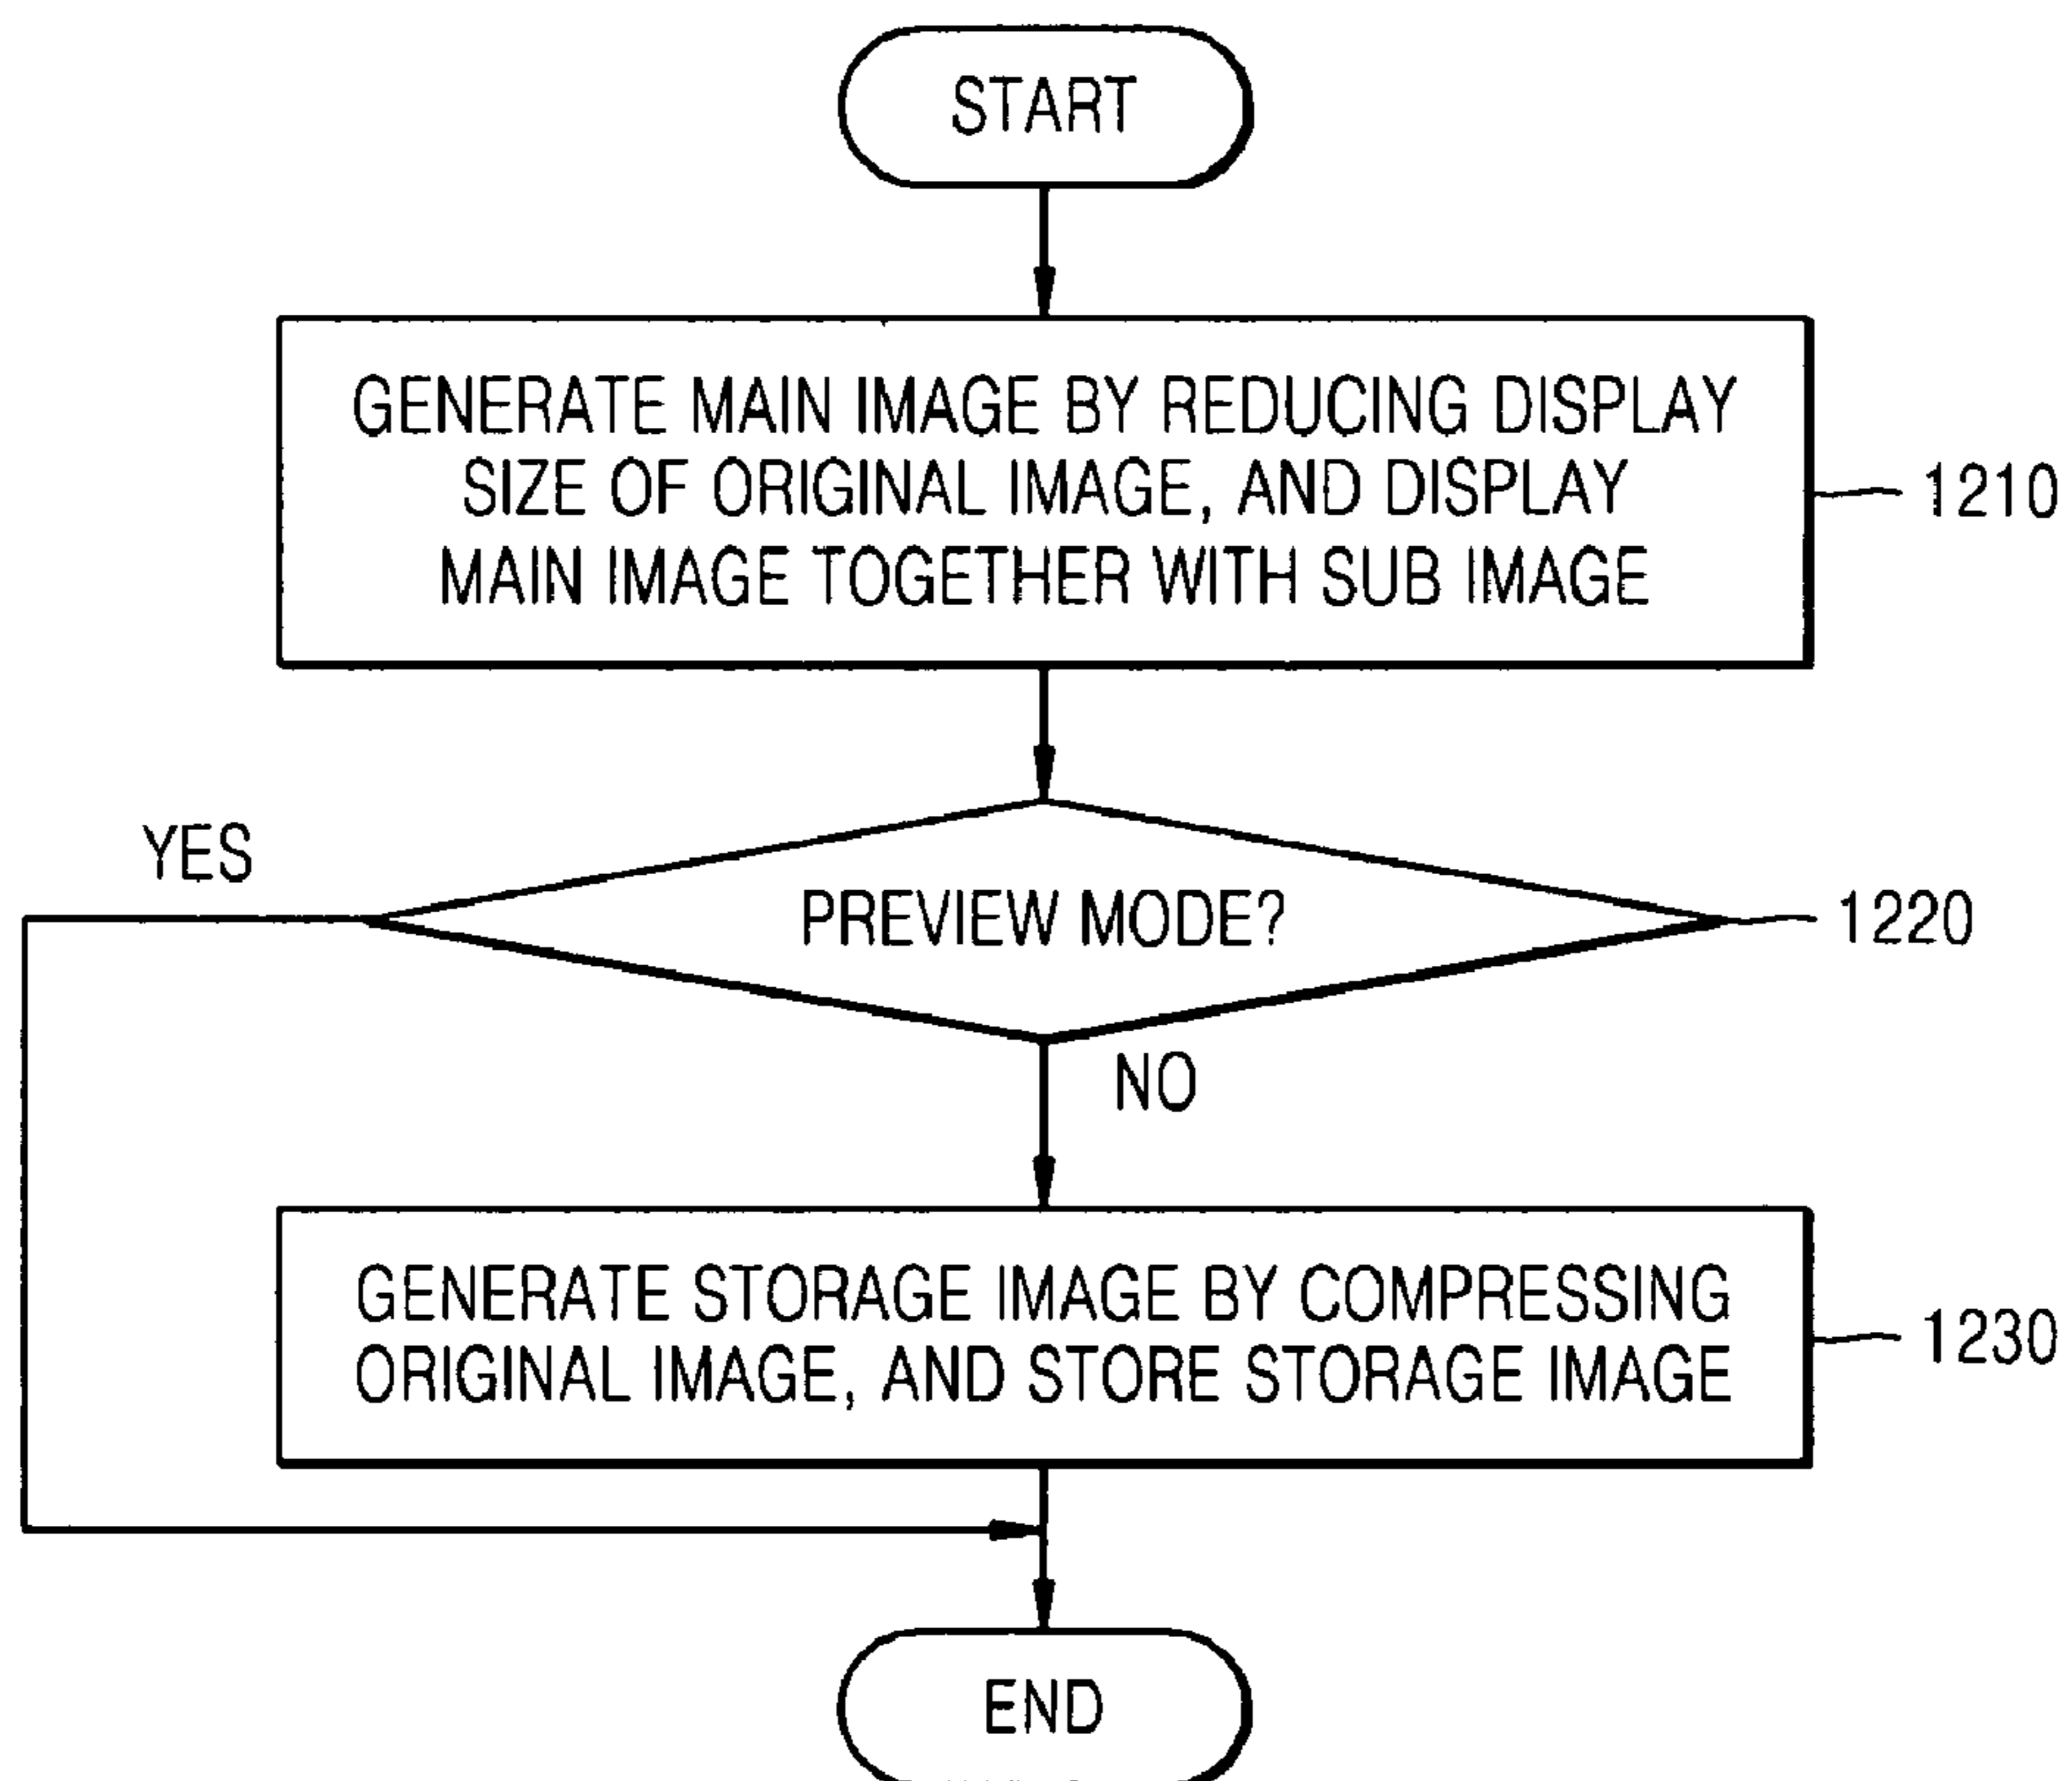 START
GENERATE MAIN IMAGE BY REDUCING DISPLAY
SIZE OF ORIGINAL IMAGE, AND DISPLAY
MAIN IMAGE TOGETHER WITH SUB IMAGE
1210
YES
PREVIEW MODE?
1220
NO
GENERATE STORAGE IMAGE BY COMPRESSING
ORIGINAL IMAGE, AND STORE STORAGE IMAGE
1230
END